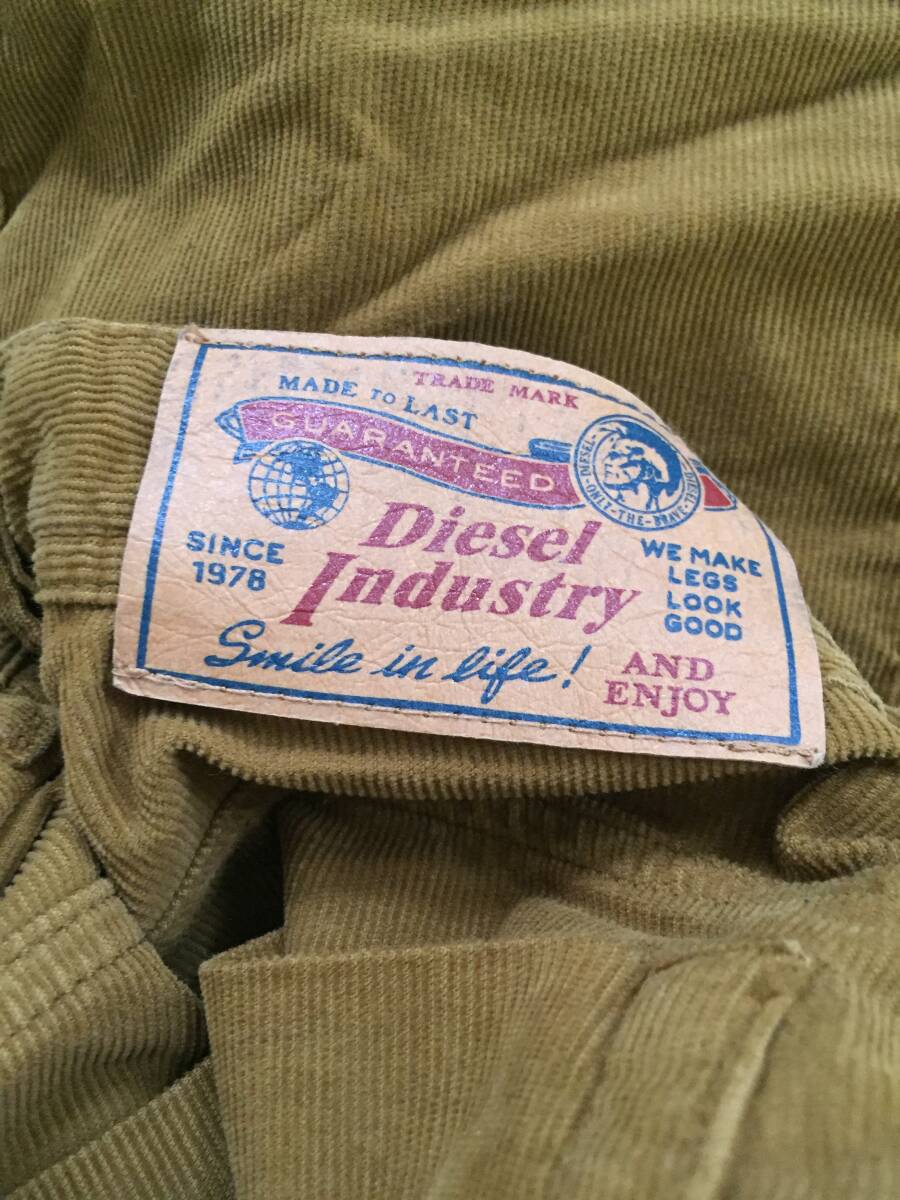 TRADE MARK
MADE TO LAST
GUARANTEED
DIESEL
DIESEL
ONLY-THE-BRAVE
Diesel
Industry
SINCE
1978
WE MAKE
LEGS
LOOK
GOOD
Smile in life!
AND
ENJOY